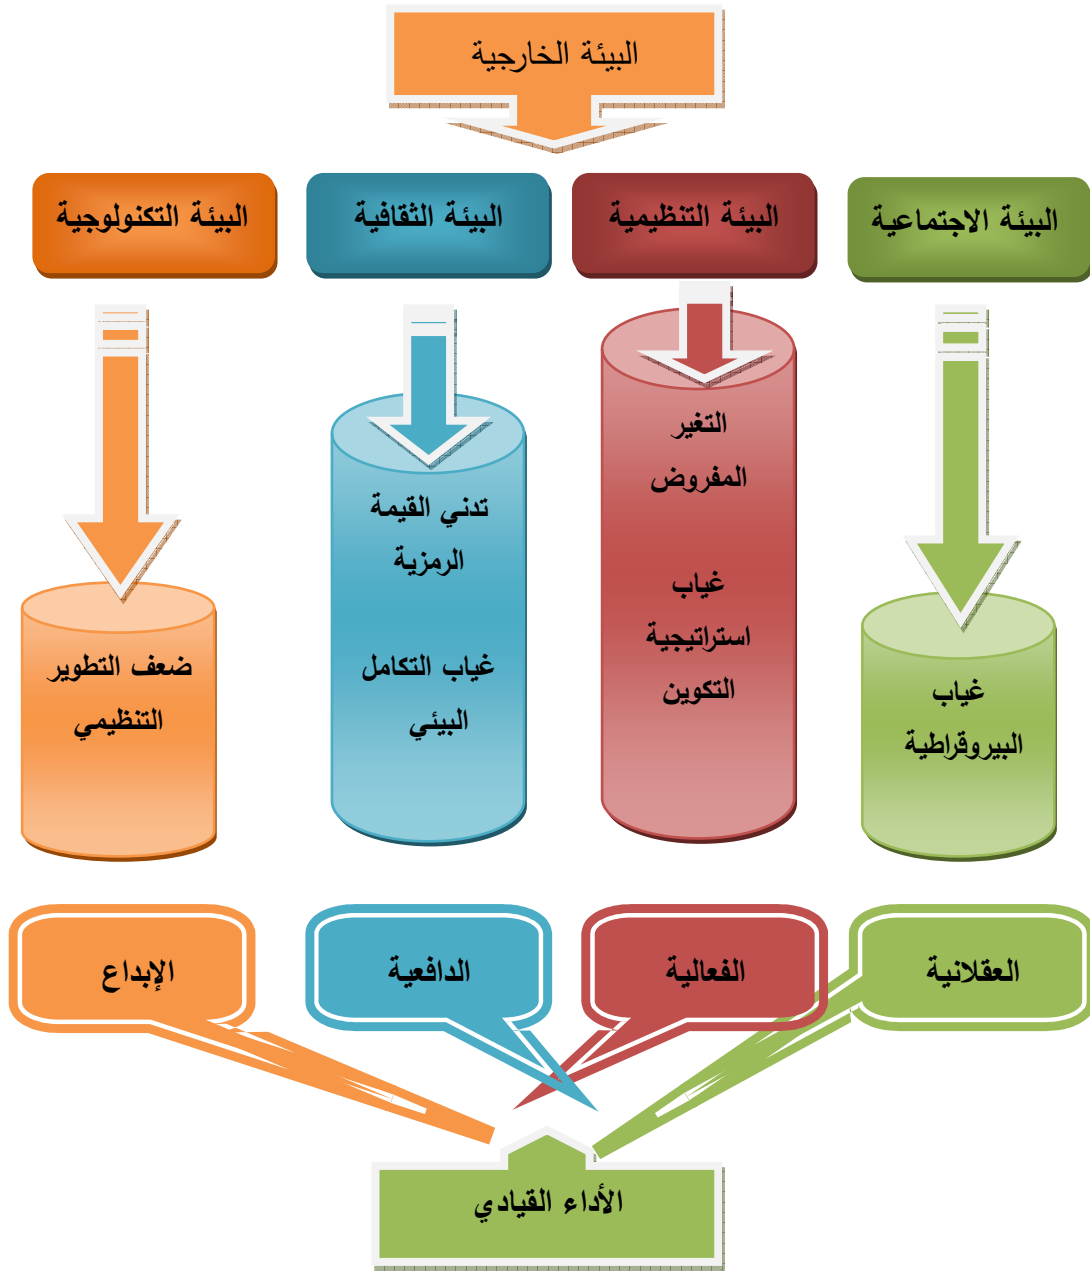 البيئة الخارجية
البيئة الاجتماعية
البيئة التنظيمية
البيئة الثقافية
البيئة التكنولوجية
غياب
البيروقراطية
التغير
المفروض
غياب
استراتيجية
التكوين
تدني القيمة
الرمزية
غياب التكامل
البيئي
ضعف التطوير
التنظيمي
العقلانية
الفعالية
الدافعية
الإبداع
الأداء القيادي